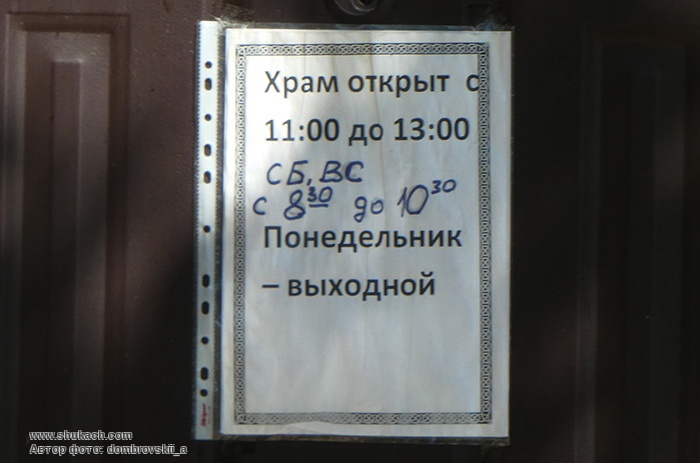 Храм открыт с
11:00 до 13:00
СБ, ВС
с 8³⁰ до 10³⁰
Понедельник
– выходной
www.shukach.com
Автор фото: dombrovskii_a